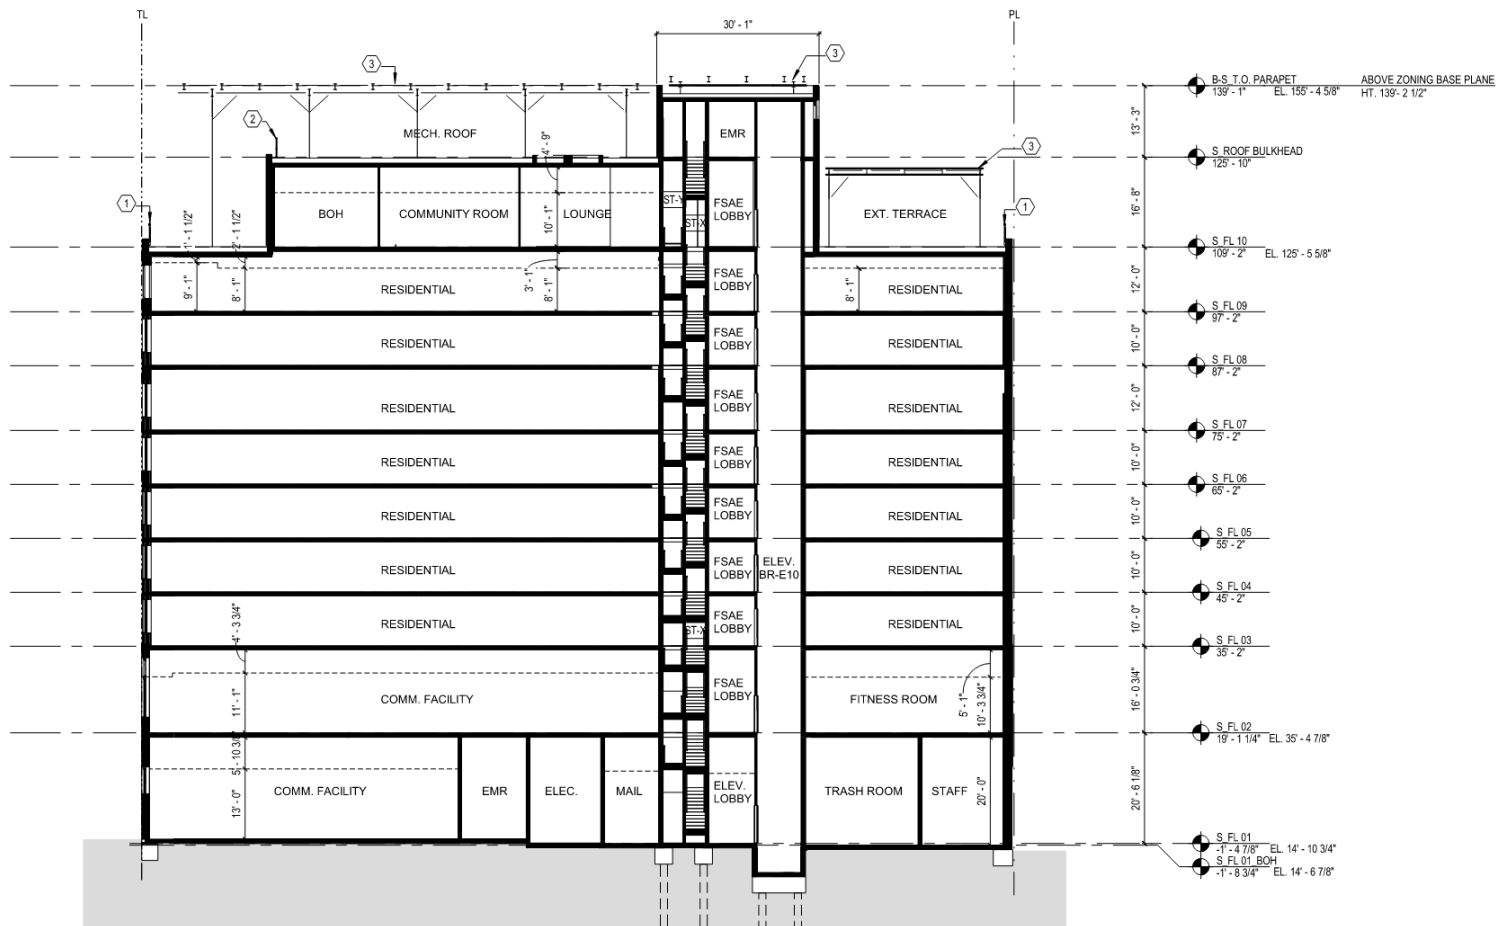 TL
PL
30' - 1"
3
3
B-S_T.O. PARAPET
139' - 1"
EL. 155' - 4 5/8"
ABOVE ZONING BASE PLANE
HT. 139'- 2 1/2"
13' - 3"
2
MECH. ROOF
EMR
4' - 9"
3
S_ROOF BULKHEAD
125' - 10"
16' - 8"
1
BOH
COMMUNITY ROOM
LOUNGE
10' - 1"
ST-Y
ST-X
FSAE
LOBBY
EXT. TERRACE
1
S_FL 10
109' - 2"
EL. 125' - 5 5/8"
1' - 1 1/2"
2' - 1 1/2"
9' - 1"
8' - 1"
3' - 1"
8' - 1"
RESIDENTIAL
FSAE
LOBBY
8' - 1"
RESIDENTIAL
12' - 0"
S_FL 09
97' - 2"
RESIDENTIAL
FSAE
LOBBY
RESIDENTIAL
10' - 0"
S_FL 08
87' - 2"
RESIDENTIAL
FSAE
LOBBY
RESIDENTIAL
12' - 0"
S_FL 07
75' - 2"
RESIDENTIAL
FSAE
LOBBY
RESIDENTIAL
10' - 0"
S_FL 06
65' - 2"
RESIDENTIAL
FSAE
LOBBY
RESIDENTIAL
10' - 0"
S_FL 05
55' - 2"
RESIDENTIAL
FSAE
LOBBY
ELEV.
BR-E10
RESIDENTIAL
10' - 0"
S_FL 04
45' - 2"
RESIDENTIAL
ST-X
FSAE
LOBBY
RESIDENTIAL
10' - 0"
S_FL 03
35' - 2"
4' - 3 3/4"
11' - 1"
COMM. FACILITY
FSAE
LOBBY
FITNESS ROOM
5' - 1"
10' - 3 3/4"
16' - 0 3/4"
S_FL 02
19' - 1 1/4"
EL. 35' - 4 7/8"
5' - 10 3/8"
13' - 0"
COMM. FACILITY
EMR
ELEC.
MAIL
ELEV.
LOBBY
TRASH ROOM
STAFF
20' - 0"
20' - 6 1/8"
S_FL 01
-1' - 4 7/8"
EL. 14' - 10 3/4"
S_FL 01_BOH
-1' - 8 3/4"
EL. 14' - 6 7/8"